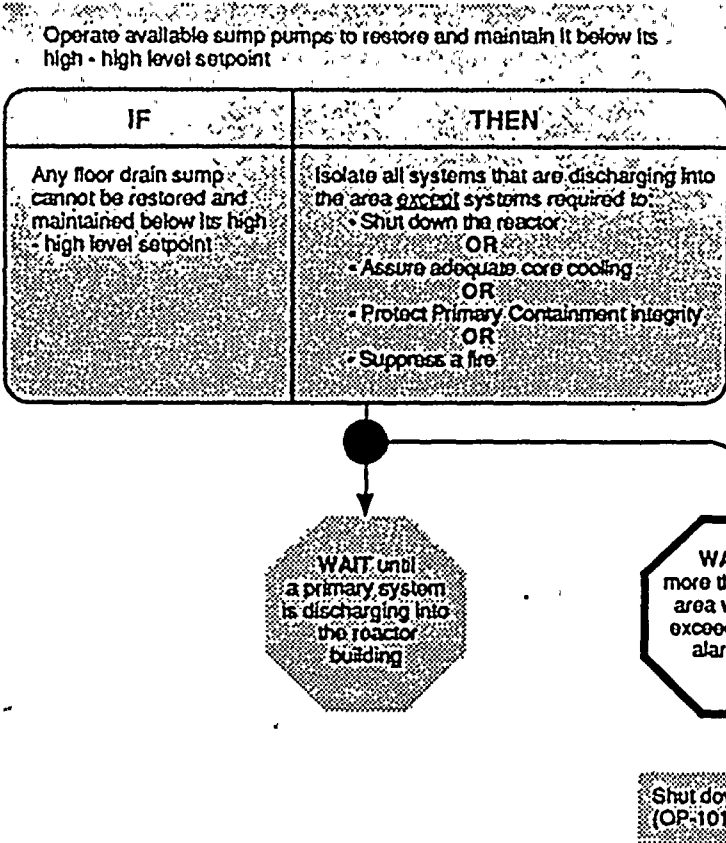 Operate available sump pumps to restore and maintain it below its
high - high level setpoint
IF
THEN
Any floor drain sump
cannot be restored and
maintained below its high
- high level setpoint
Isolate all systems that are discharging into
the area except systems required to:
• Shut down the reactor
OR
• Assure adequate core cooling
OR
• Protect Primary Containment integrity
OR
• Suppress a fire
WAIT until
a primary system
is discharging into
the reactor
building
WA
more th
area w
excee
alar
Shut dow
(OP-101